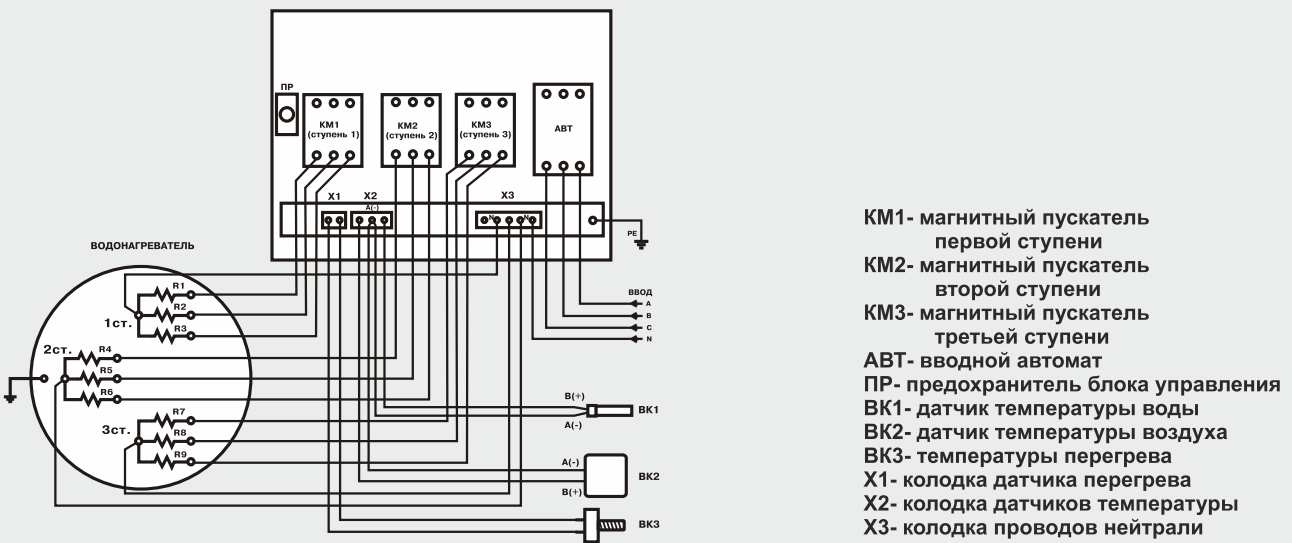 ПР
КМ1
(ступень 1)
КМ2
(ступень 2)
КМ3
(ступень 3)
АВТ
X1
X2
X3
А(-)
N
N
PE
ВОДОНАГРЕВАТЕЛЬ
R1
R2
R3
1ст.
2ст.
R4
R5
R6
3ст.
R7
R8
R9
ВВОД
А
В
С
N
В(+)
А(-)
ВК1
А(-)
В(+)
ВК2
ВК3
КМ1- магнитный пускатель
первой ступени
КМ2- магнитный пускатель
второй ступени
КМ3- магнитный пускатель
третьей ступени
АВТ- вводной автомат
ПР- предохранитель блока управления
ВК1- датчик температуры воды
ВК2- датчик температуры воздуха
ВК3- температуры перегрева
Х1- колодка датчика перегрева
Х2- колодка датчиков температуры
Х3- колодка проводов нейтрали